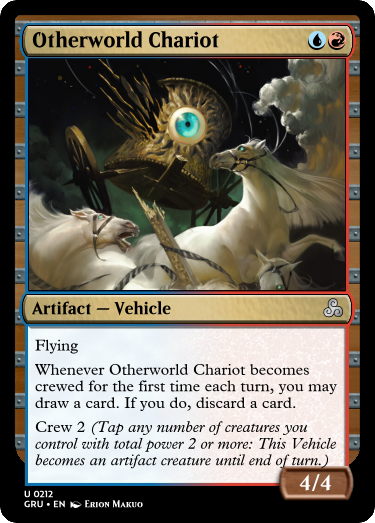 Otherworld Chariot
Artifact — Vehicle
Flying
Whenever Otherworld Chariot becomes
crewed for the first time each turn, you may
draw a card. If you do, discard a card.
Crew 2 (Tap any number of creatures you
control with total power 2 or more: This Vehicle
becomes an artifact creature until end of turn.)
4/4
U 0212
GRU • EN Erion Makuo